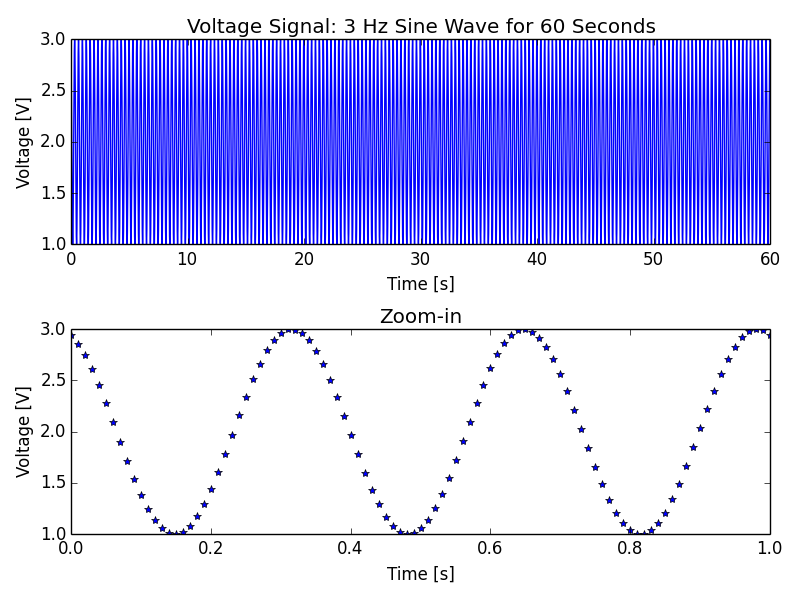 Voltage Signal: 3 Hz Sine Wave for 60 Seconds
3.0
2.5
2.0
1.5
1.0
Voltage [V]
0 10 20 30 40 50 60
Time [s]
Zoom-in
3.0
2.5
2.0
1.5
1.0
Voltage [V]
0.0 0.2 0.4 0.6 0.8 1.0
Time [s]